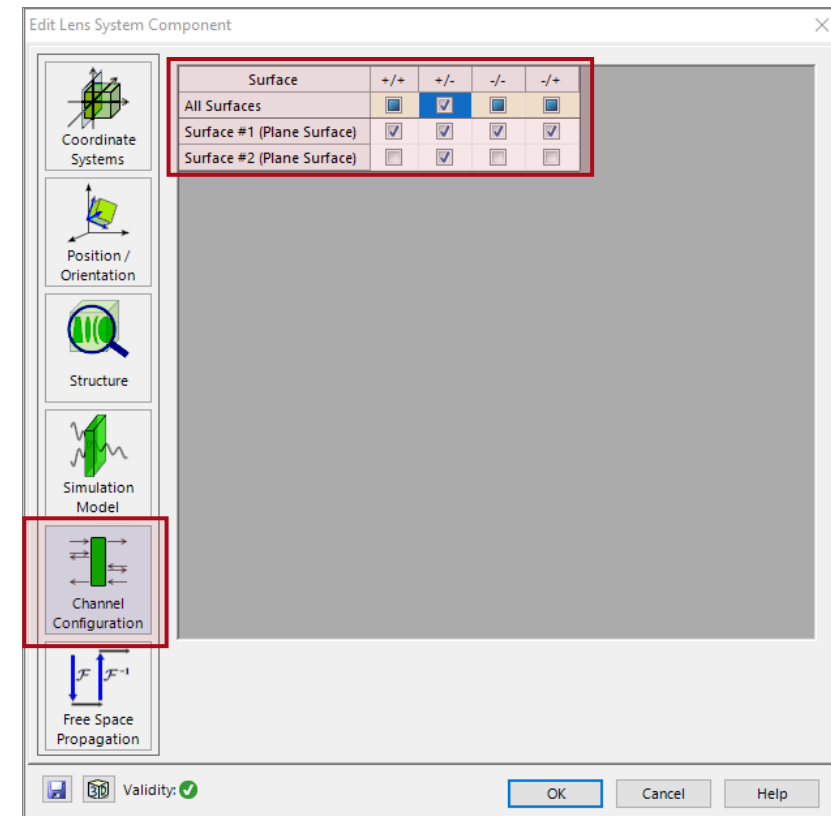 Edit Lens System Component
Coordinate
Systems
Position /
Orientation
Structure
Simulation
Model
Channel
Configuration
ℱ ℱ⁻¹
Free Space
Propagation
Surface +/+ +/- -/- -/+
All Surfaces
Surface #1 (Plane Surface)
Surface #2 (Plane Surface)
3D Validity:
OK Cancel Help